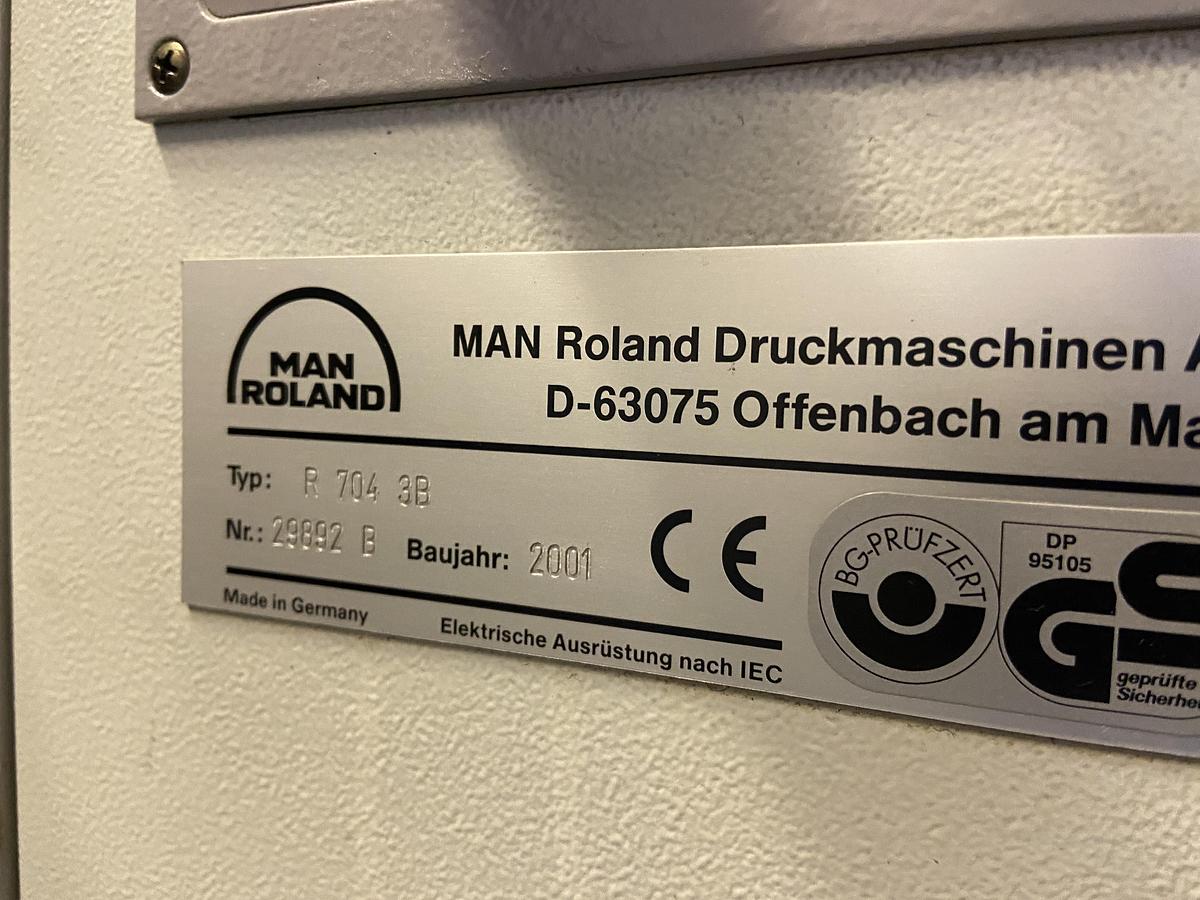 MAN
ROLAND
MAN Roland Druckmaschinen
D-63075 Offenbach am
Typ: R 704 3B
Nr.: 29892 B Baujahr: 2001
CE
Made in Germany
Elektrische Ausrüstung nach IEC
BG-PRÜFZERT
DP
95105
GS
geprüfte